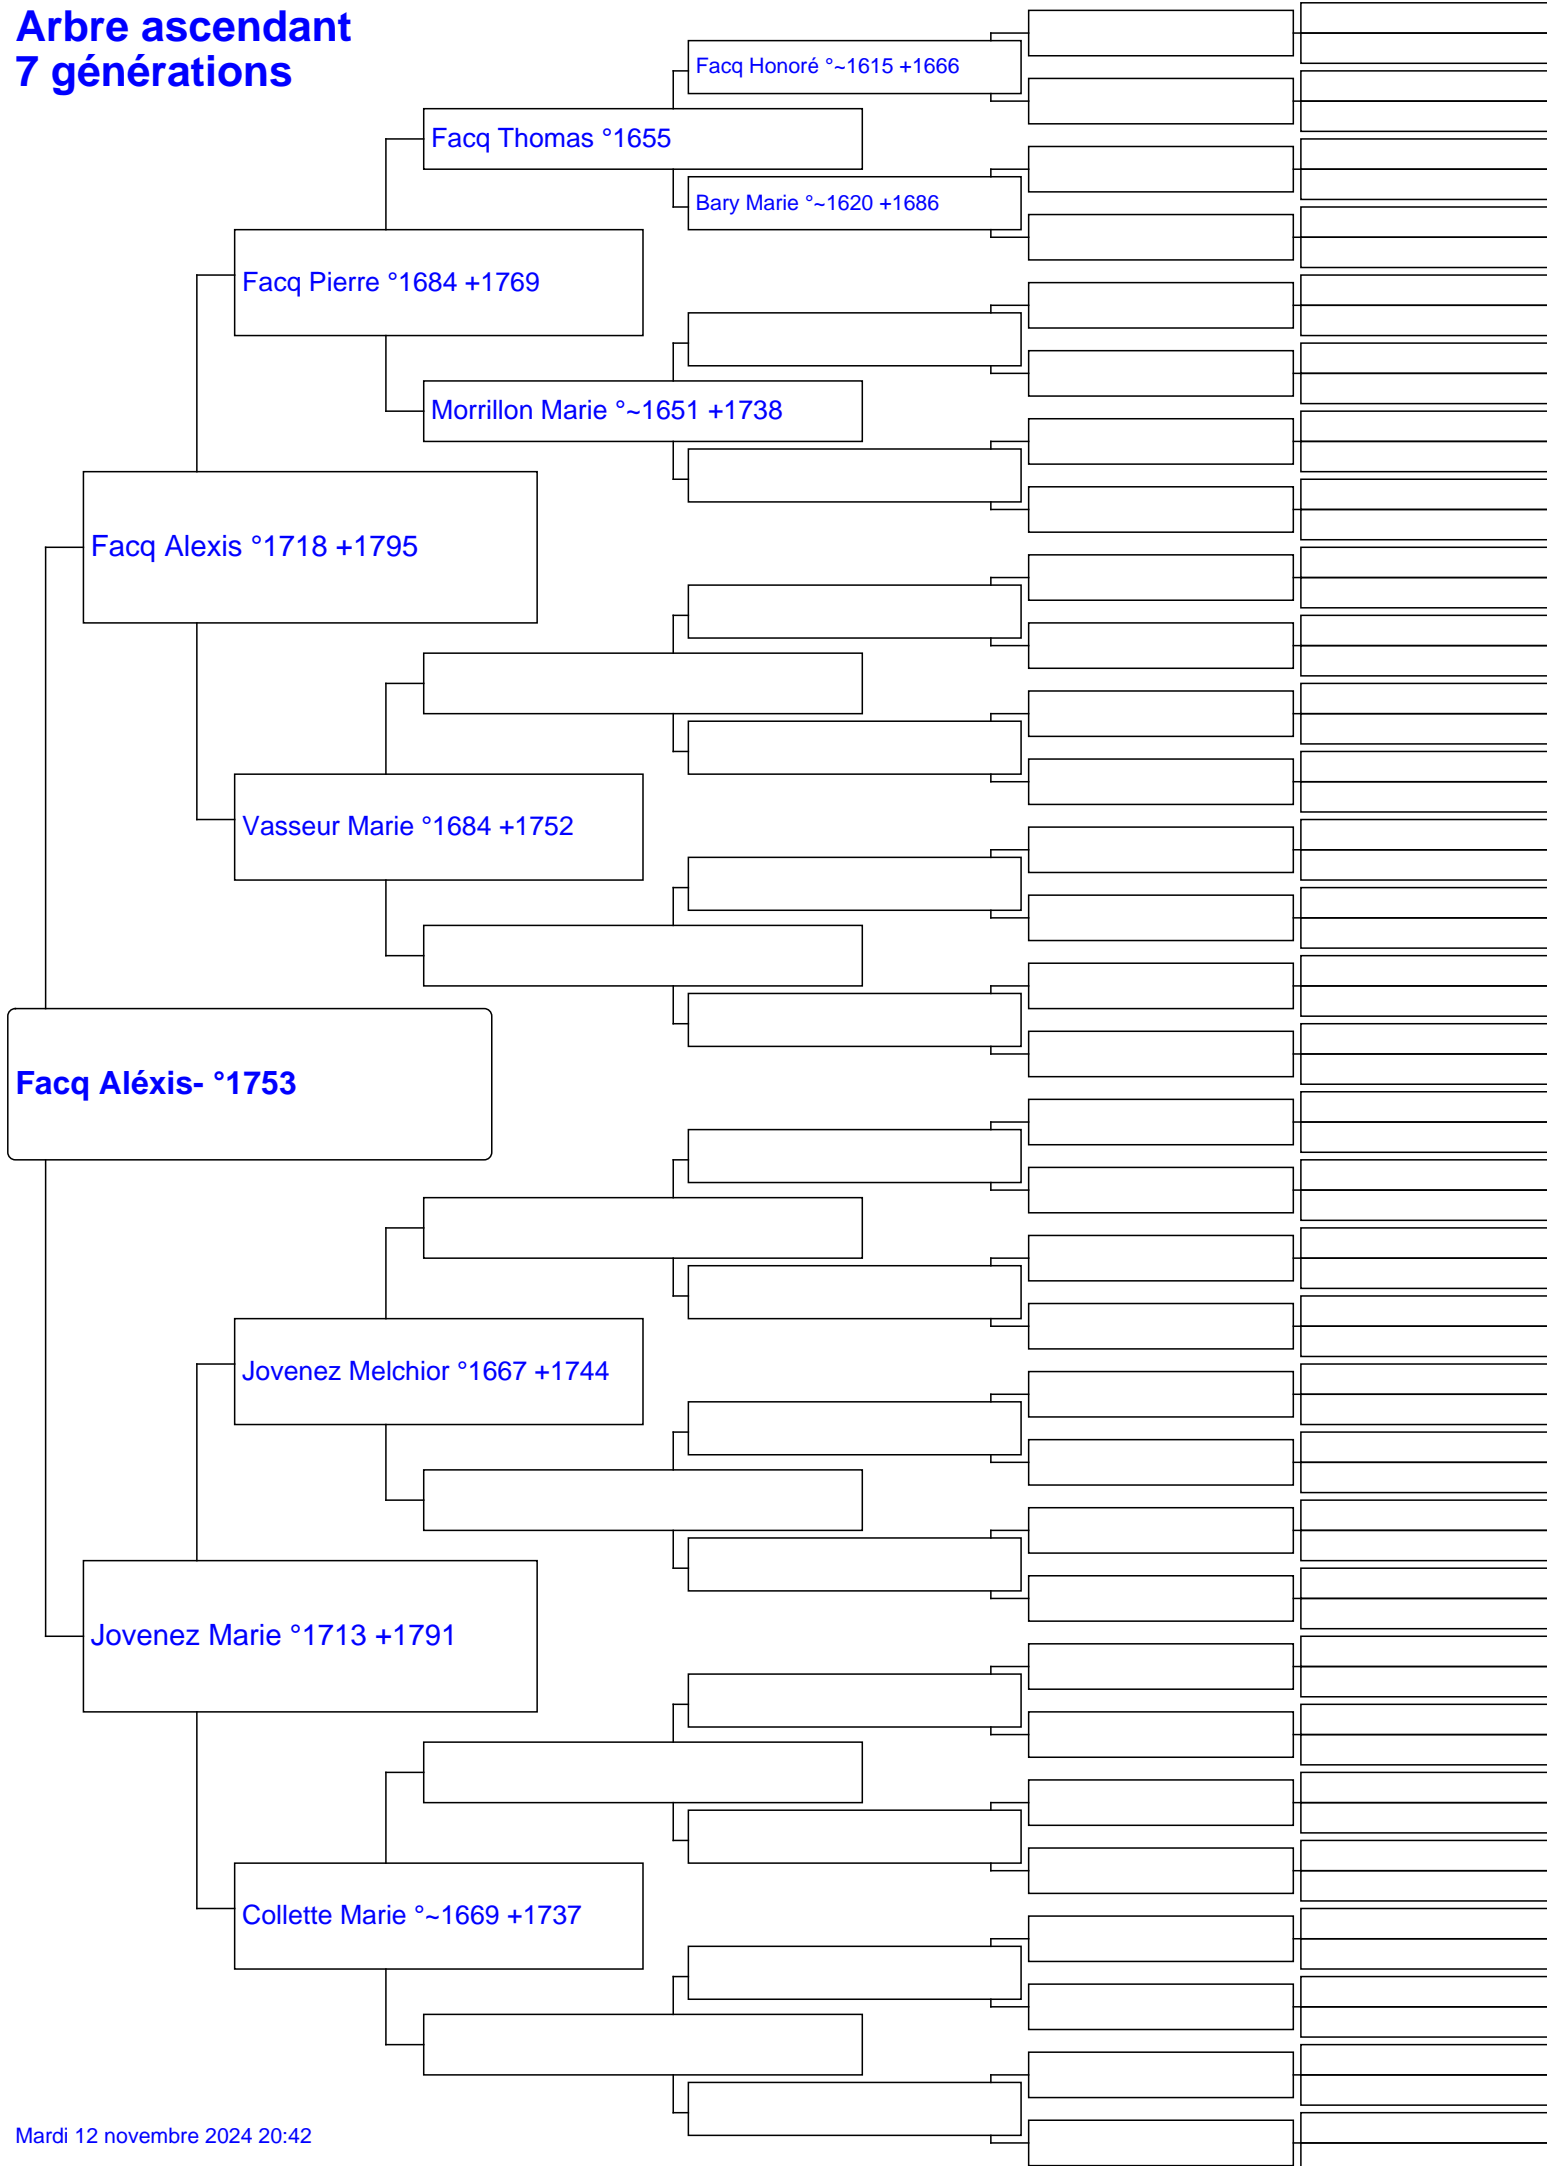 Arbre ascendant
7 générations
Facq Honoré °~1615 +1666
Facq Thomas °1655
Bary Marie °~1620 +1686
Facq Pierre °1684 +1769
Morrillon Marie °~1651 +1738
Facq Alexis °1718 +1795
Vasseur Marie °1684 +1752
Facq Aléxis- °1753
Jovenez Melchior °1667 +1744
Jovenez Marie °1713 +1791
Collette Marie °~1669 +1737
Mardi 12 novembre 2024 20:42